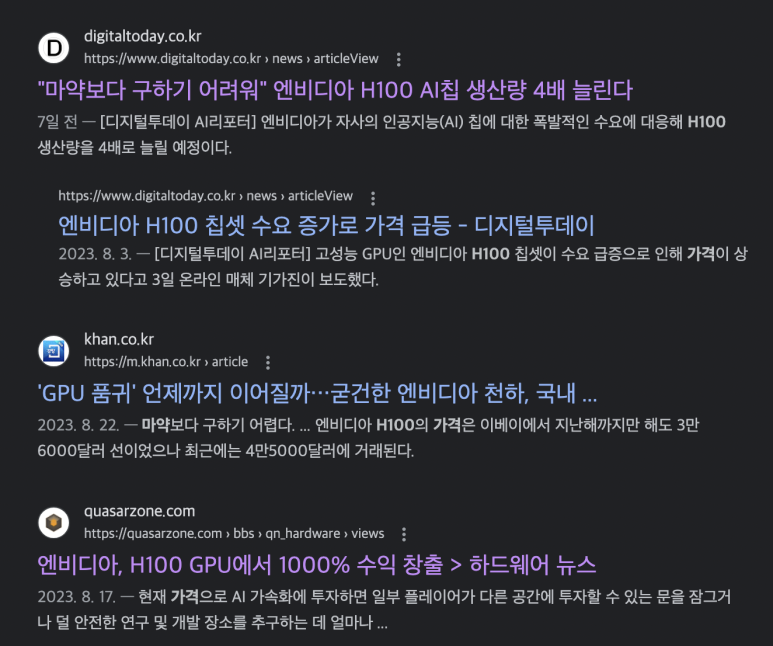 D
digitaltoday.co.kr
https://www.digitaltoday.co.kr › news › articleView
"마약보다 구하기 어려워" 엔비디아 H100 AI칩 생산량 4배 늘린다
7일 전 — [디지털투데이 AI리포터] 엔비디아가 자사의 인공지능(AI) 칩에 대한 폭발적인 수요에 대응해 H100
생산량을 4배로 늘릴 예정이다.
https://www.digitaltoday.co.kr › news › articleView
엔비디아 H100 칩셋 수요 증가로 가격 급등 - 디지털투데이
2023. 8. 3. — [디지털투데이 AI리포터] 고성능 GPU인 엔비디아 H100 칩셋이 수요 급증으로 인해 가격이 상
승하고 있다고 3일 온라인 매체 기가진이 보도했다.
khan.co.kr
https://m.khan.co.kr › article
'GPU 품귀' 언제까지 이어질까…굳건한 엔비디아 천하, 국내 ...
2023. 8. 22. — 마약보다 구하기 어렵다. ... 엔비디아 H100의 가격은 이베이에서 지난해까지만 해도 3만
6000달러 선이었으나 최근에는 4만5000달러에 거래된다.
quasarzone.com
https://quasarzone.com › bbs › qn_hardware › views
엔비디아, H100 GPU에서 1000% 수익 창출 > 하드웨어 뉴스
2023. 8. 17. — 현재 가격으로 AI 가속화에 투자하면 일부 플레이어가 다른 공간에 투자할 수 있는 문을 잠그거
나 덜 안전한 연구 및 개발 장소를 추구하는 데 얼마나 ...